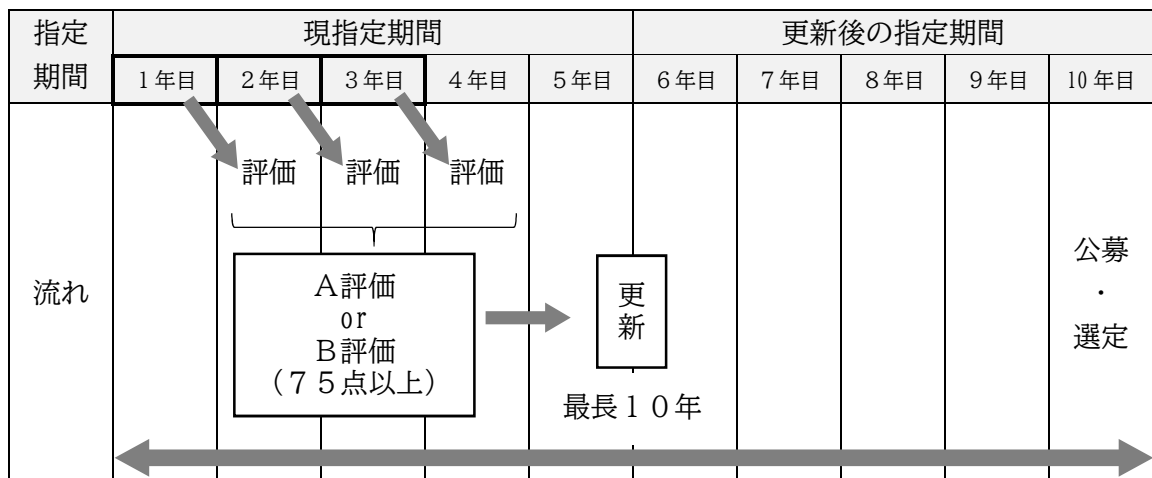 指定
期間
現指定期間
更新後の指定期間
1年目
2年目
3年目
4年目
5年目
6年目
7年目
8年目
9年目
10年目
流れ
評価
評価
評価
A評価
or
B評価
(75点以上)
更
新
最長10年
公募
・
選定